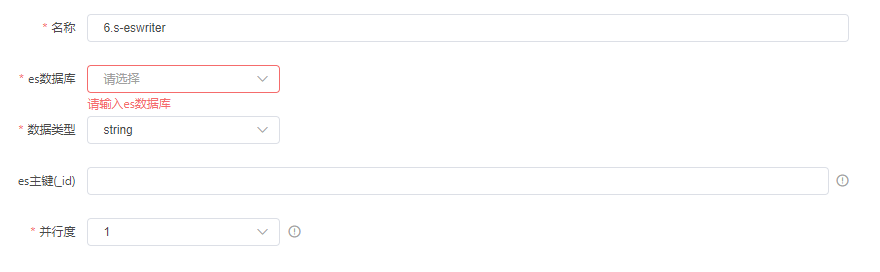 * 名称 6.s-eswriter
* es数据库 请选择
请输入es数据库
* 数据类型 string
es主键(_id)
* 并行度 1